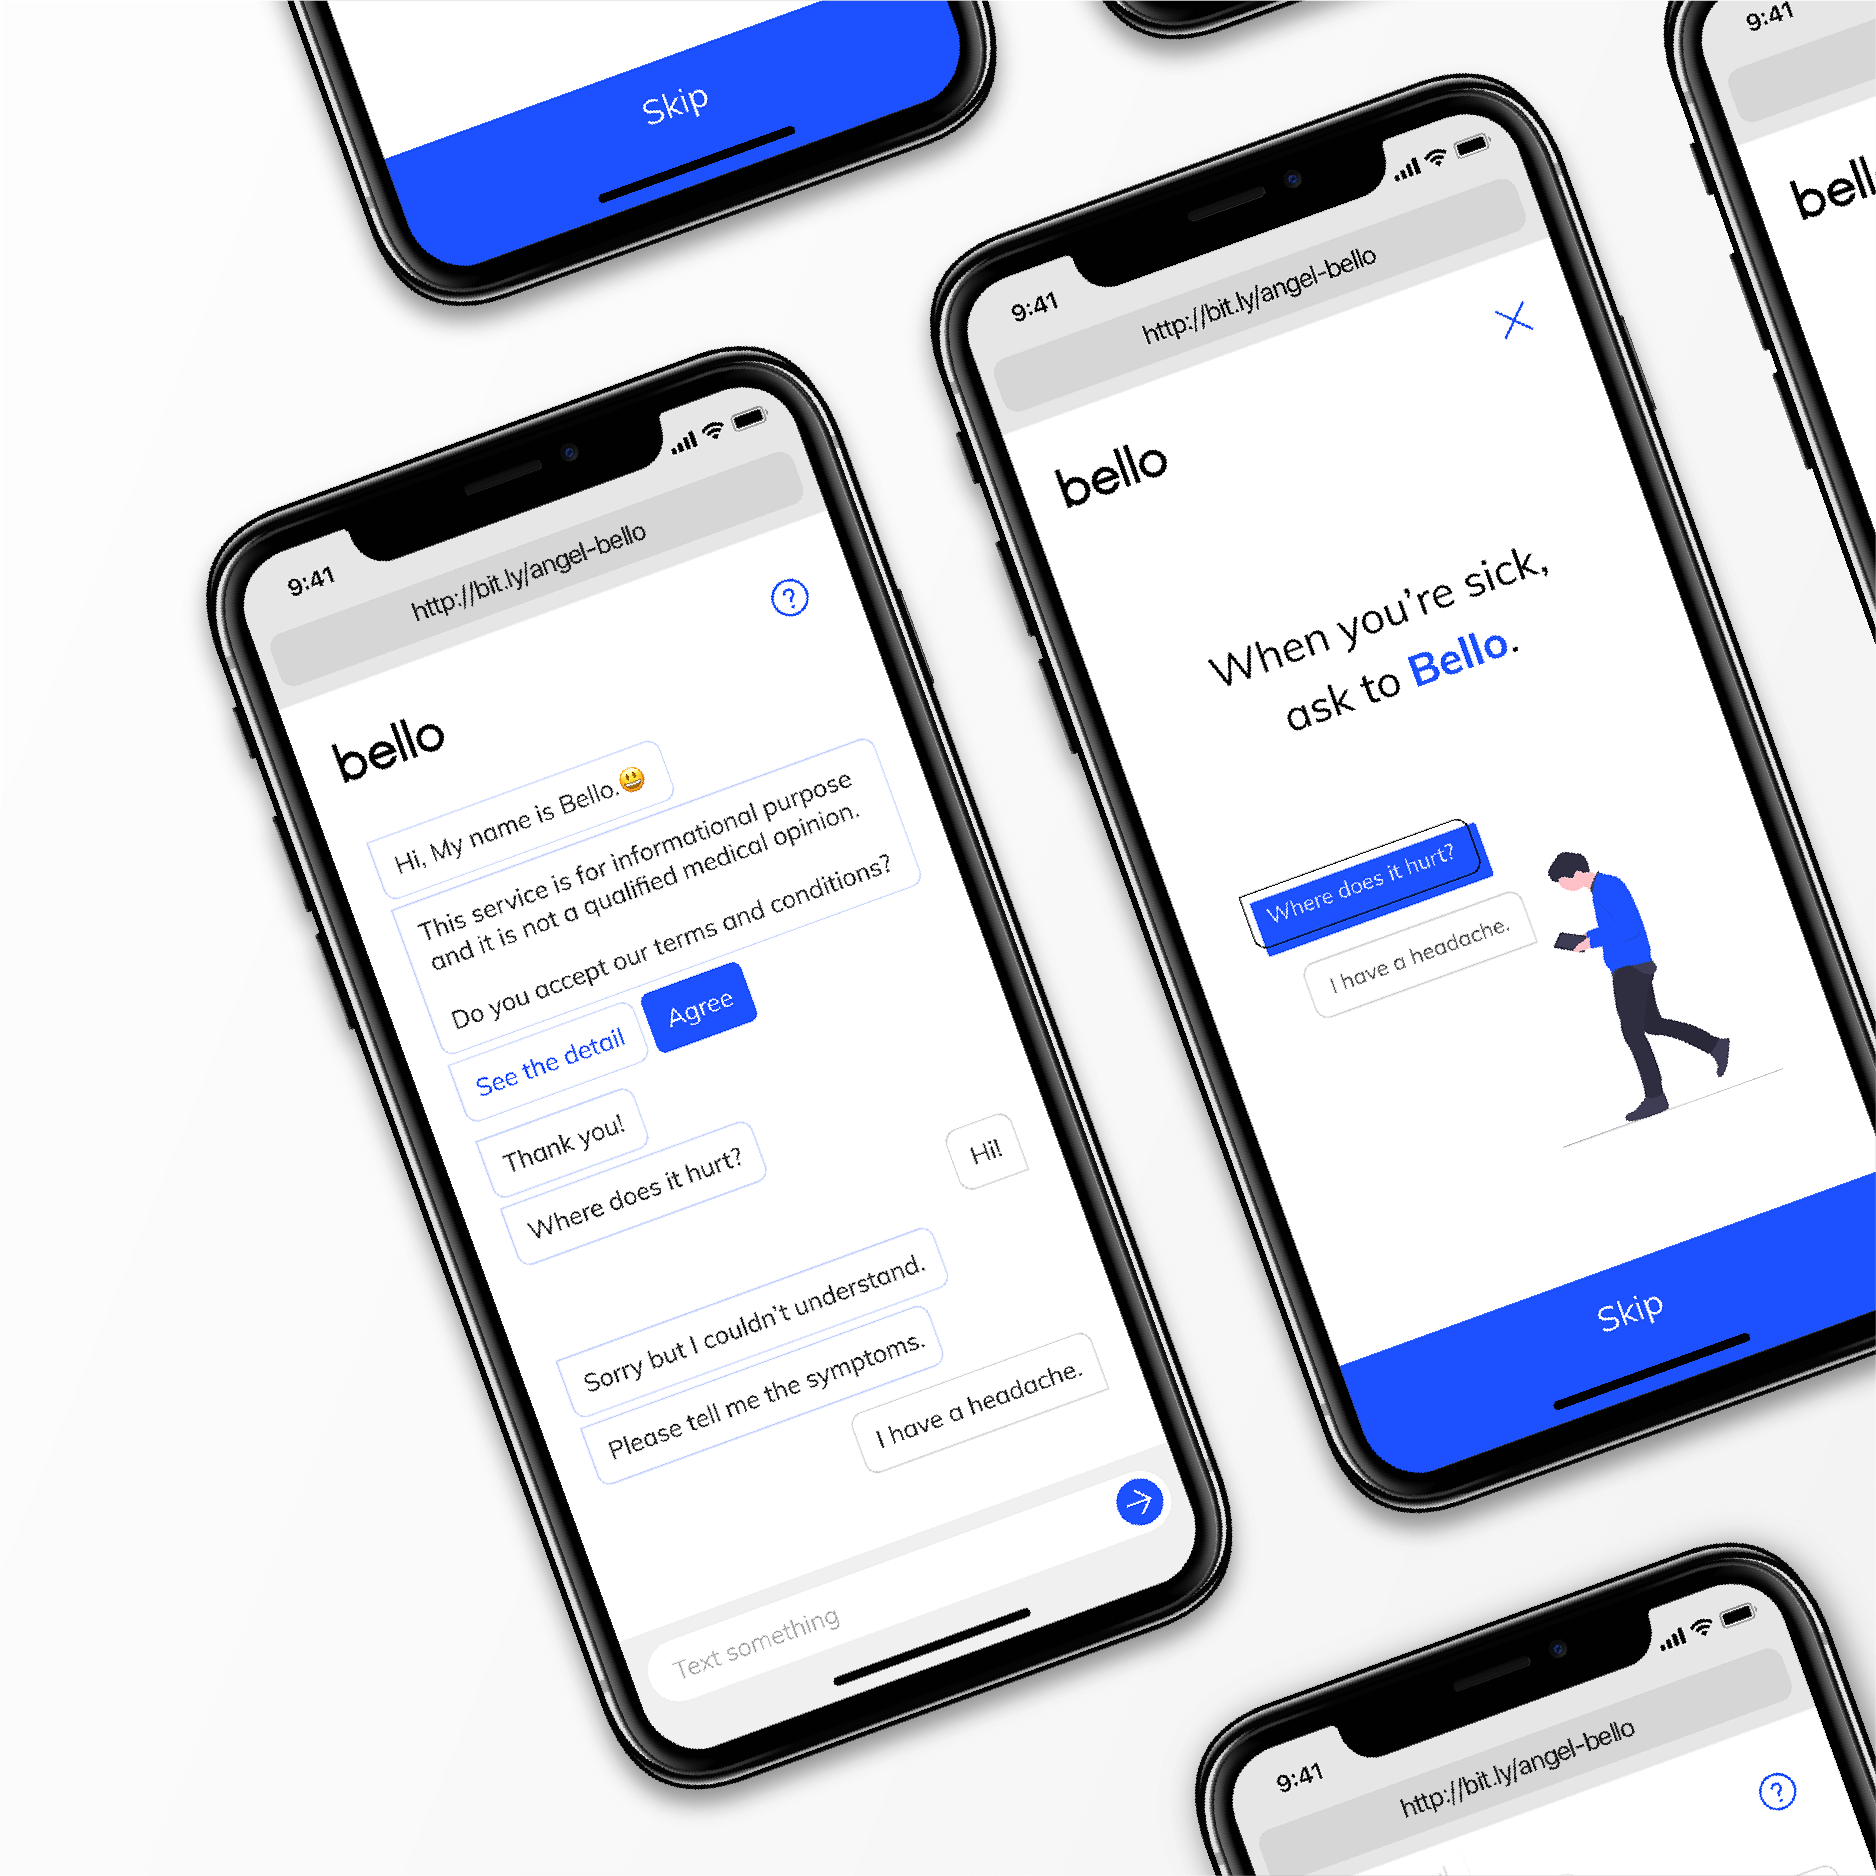 Skip
9:41
http://bit.ly/angel-bello
bello
Hi, My name is Bello.😃
This service is for informational purpose
and it is not a qualified medical opinion.
Do you accept our terms and conditions?
See the detail
Agree
Thank you!
Where does it hurt?
Hi!
Sorry but I couldn't understand.
Please tell me the symptoms.
I have a headache.
Text something
9:41
http://bit.ly/angel-bello
bello
When you're sick,
ask to Bello.
Where does it hurt?
I have a headache.
Skip
9:41
bell
9:41
http://bit.ly/angel-bello